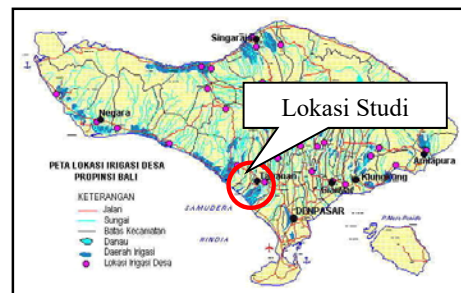 Singaraja
Lokasi Studi
Negara
Amlapura
Tabanan
Gianyar
Klungkung
PETA LOKASI IRIGASI DESA
PROPINSI BALI
DENPASAR
KETERANGAN
Jalan
Sungai
Batas Kecamatan
Danau
Daerah Irigasi
Lokasi Irigasi Desa
SAMUDERA
HINDIA
P. Nusa Penida